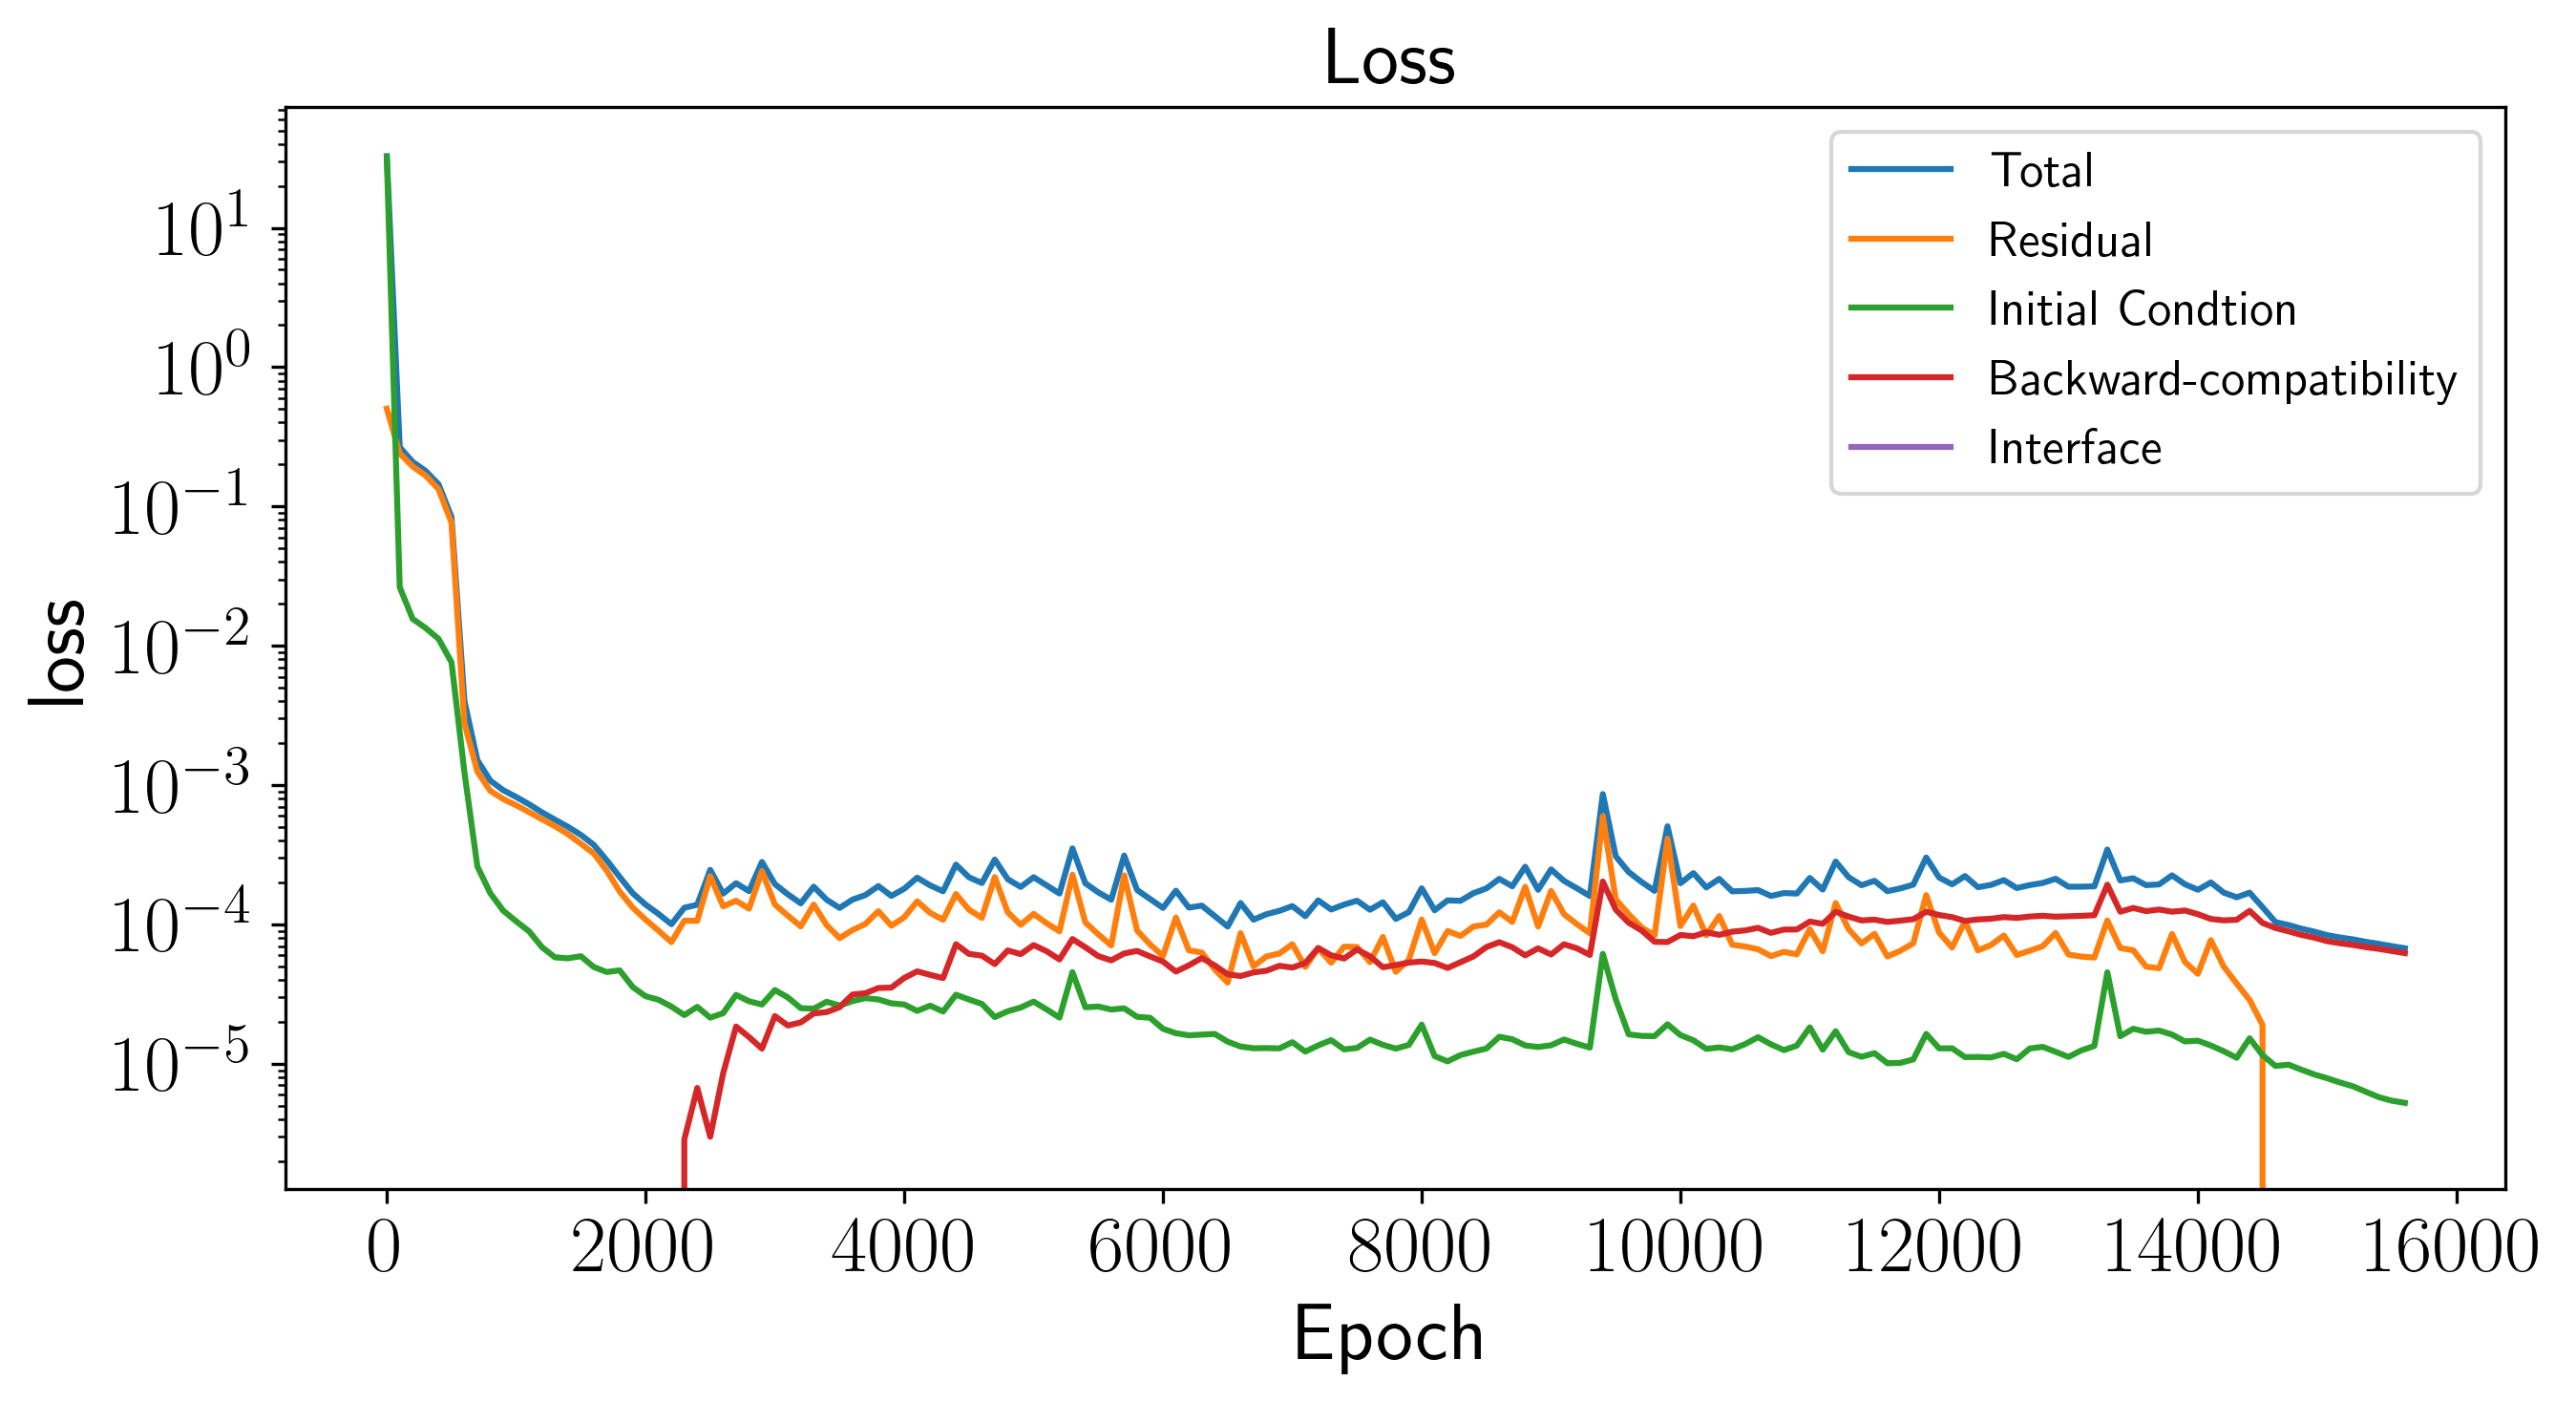 Loss
Total
Residual
Initial Condtion
Backward-compatibility
Interface
10^1
10^0
10^−1
10^−2
10^−3
10^−4
10^−5
loss
0 2000 4000 6000 8000 10000 12000 14000 16000
Epoch